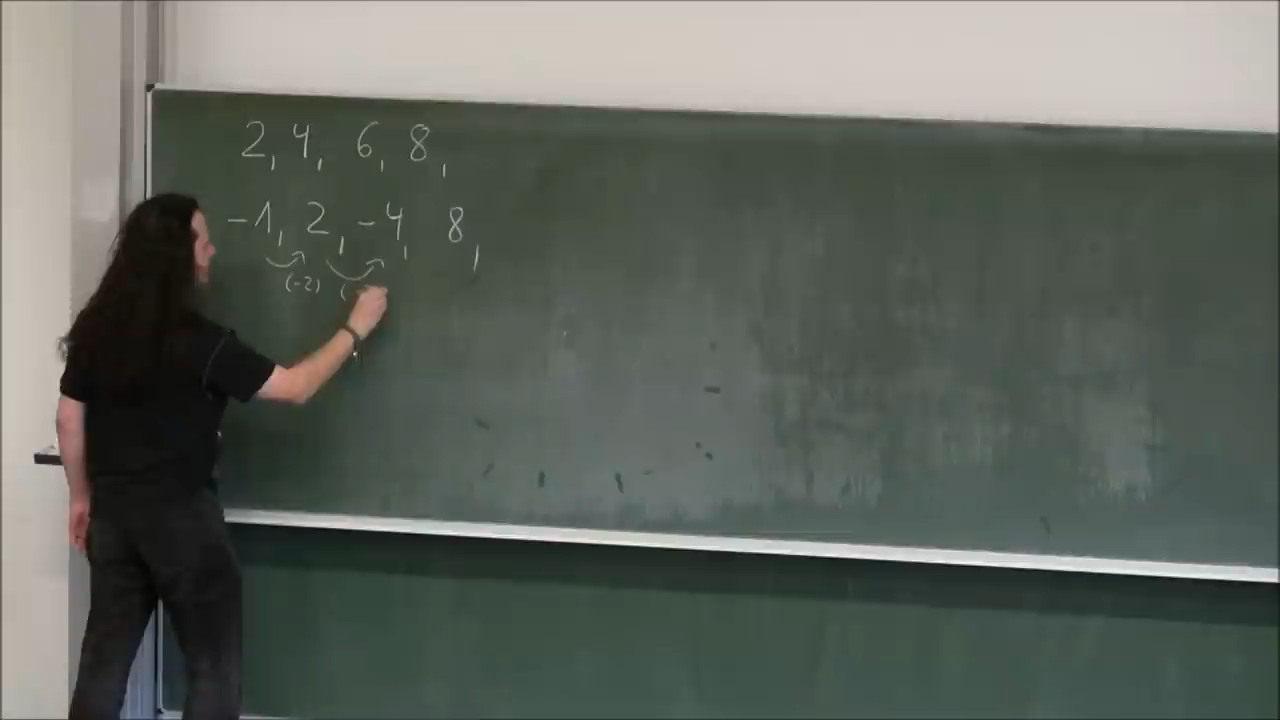 2, 4, 6, 8,
-1, 2, -4, 8,
(-2) (-